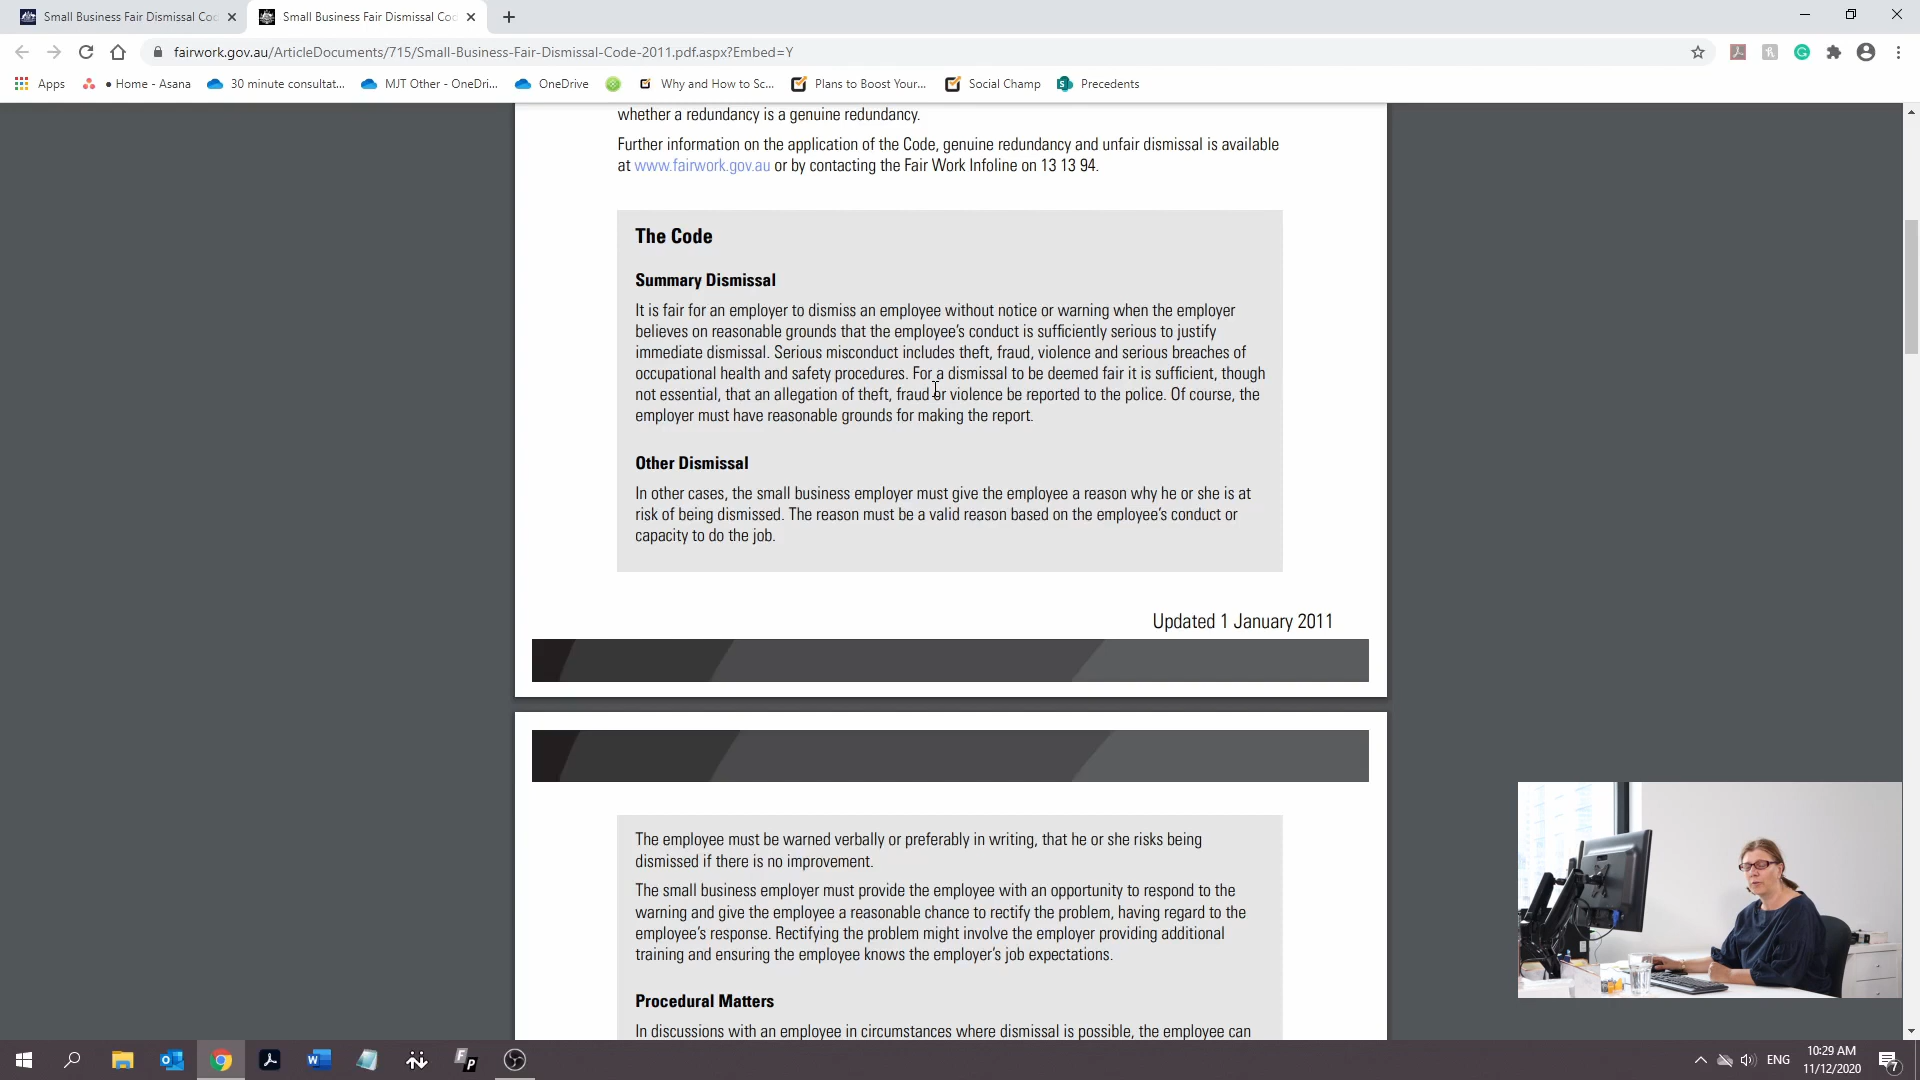 Small Business Fair Dismissal Co
Small Business Fair Dismissal Co
fairwork.gov.au/ArticleDocuments/715/Small-Business-Fair-Dismissal-Code-2011.pdf.aspx?Embed=Y
Apps
• Home - Asana
30 minute consultat...
MJT Other - OneDri...
OneDrive
Why and How to Sc...
Plans to Boost Your...
Social Champ
Precedents
whether a redundancy is a genuine redundancy.
Further information on the application of the Code, genuine redundancy and unfair dismissal is available
at www.fairwork.gov.au or by contacting the Fair Work Infoline on 13 13 94.
The Code
Summary Dismissal
It is fair for an employer to dismiss an employee without notice or warning when the employer
believes on reasonable grounds that the employee's conduct is sufficiently serious to justify
immediate dismissal. Serious misconduct includes theft, fraud, violence and serious breaches of
occupational health and safety procedures. For a dismissal to be deemed fair it is sufficient, though
not essential, that an allegation of theft, fraud or violence be reported to the police. Of course, the
employer must have reasonable grounds for making the report.
Other Dismissal
In other cases, the small business employer must give the employee a reason why he or she is at
risk of being dismissed. The reason must be a valid reason based on the employee's conduct or
capacity to do the job.
Updated 1 January 2011
The employee must be warned verbally or preferably in writing, that he or she risks being
dismissed if there is no improvement.
The small business employer must provide the employee with an opportunity to respond to the
warning and give the employee a reasonable chance to rectify the problem, having regard to the
employee's response. Rectifying the problem might involve the employer providing additional
training and ensuring the employee knows the employer's job expectations.
Procedural Matters
In discussions with an employee in circumstances where dismissal is possible, the employee can
ENG
10:29 AM
11/12/2020
7